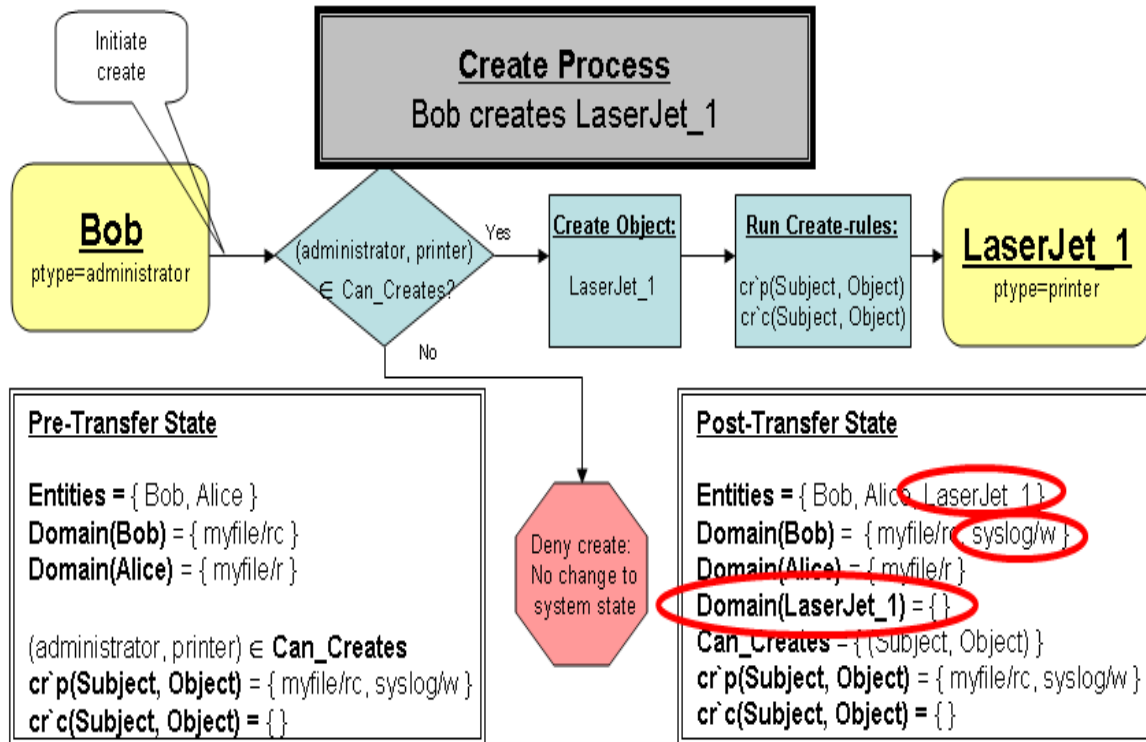 Initiate
create
Create Process
Bob creates LaserJet_1
Bob
ptype=administrator
(administrator, printer)
∈ Can_Creates?
Yes
No
Create Object:
LaserJet_1
Run Create-rules:
cr`p(Subject, Object)
cr`c(Subject, Object)
LaserJet_1
ptype=printer
Deny create:
No change to
system state
Pre-Transfer State
Entities = { Bob, Alice }
Domain(Bob) = { myfile/rc }
Domain(Alice) = { myfile/r }
(administrator, printer) ∈ Can_Creates
cr`p(Subject, Object) = { myfile/rc, syslog/w }
cr`c(Subject, Object) = { }
Post-Transfer State
Entities = { Bob, Alice, LaserJet_1 }
Domain(Bob) = { myfile/rc, syslog/w }
Domain(Alice) = { myfile/r }
Domain(LaserJet_1) = { }
Can_Creates = { (Subject, Object) }
cr`p(Subject, Object) = { myfile/rc, syslog/w }
cr`c(Subject, Object) = { }